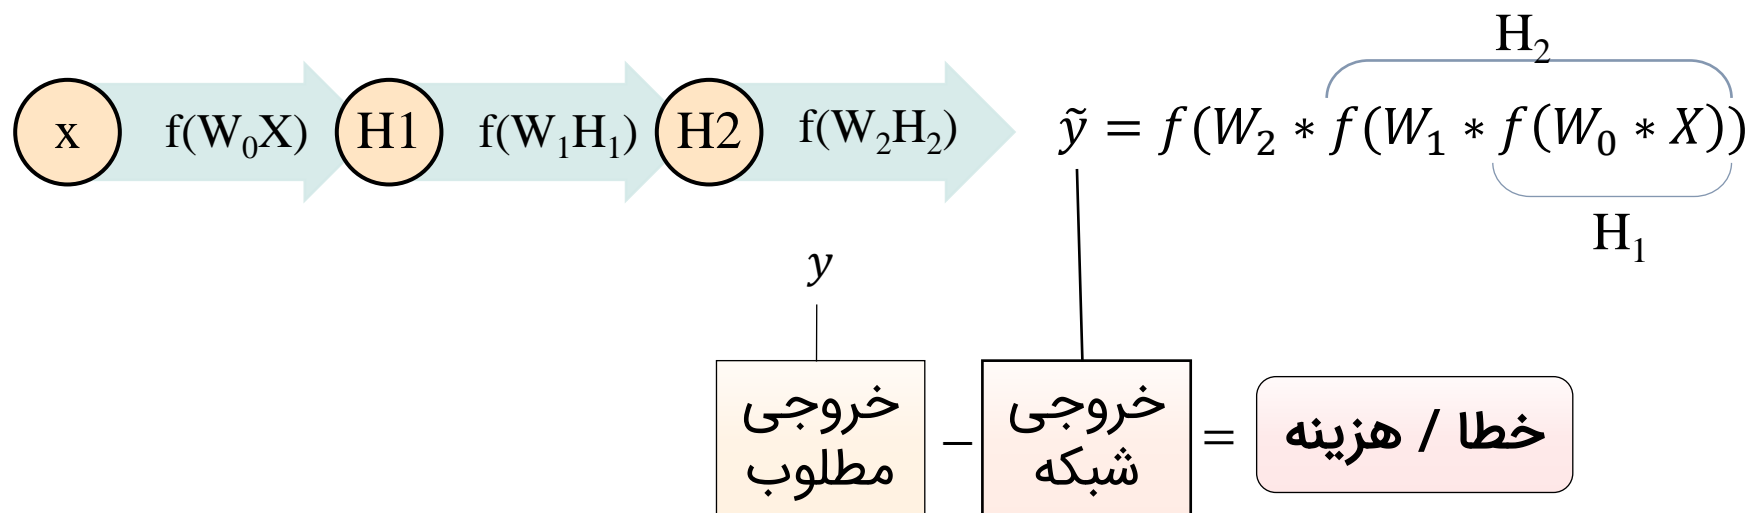 x f(W₀X) H1 f(W₁H₁) H2 f(W₂H₂)
H₂
ỹ = f(W₂ * f(W₁ * f(W₀ * X))
H₁
y
خروجی
مطلوب
−
خروجی
شبکه
=
خطا / هزینه